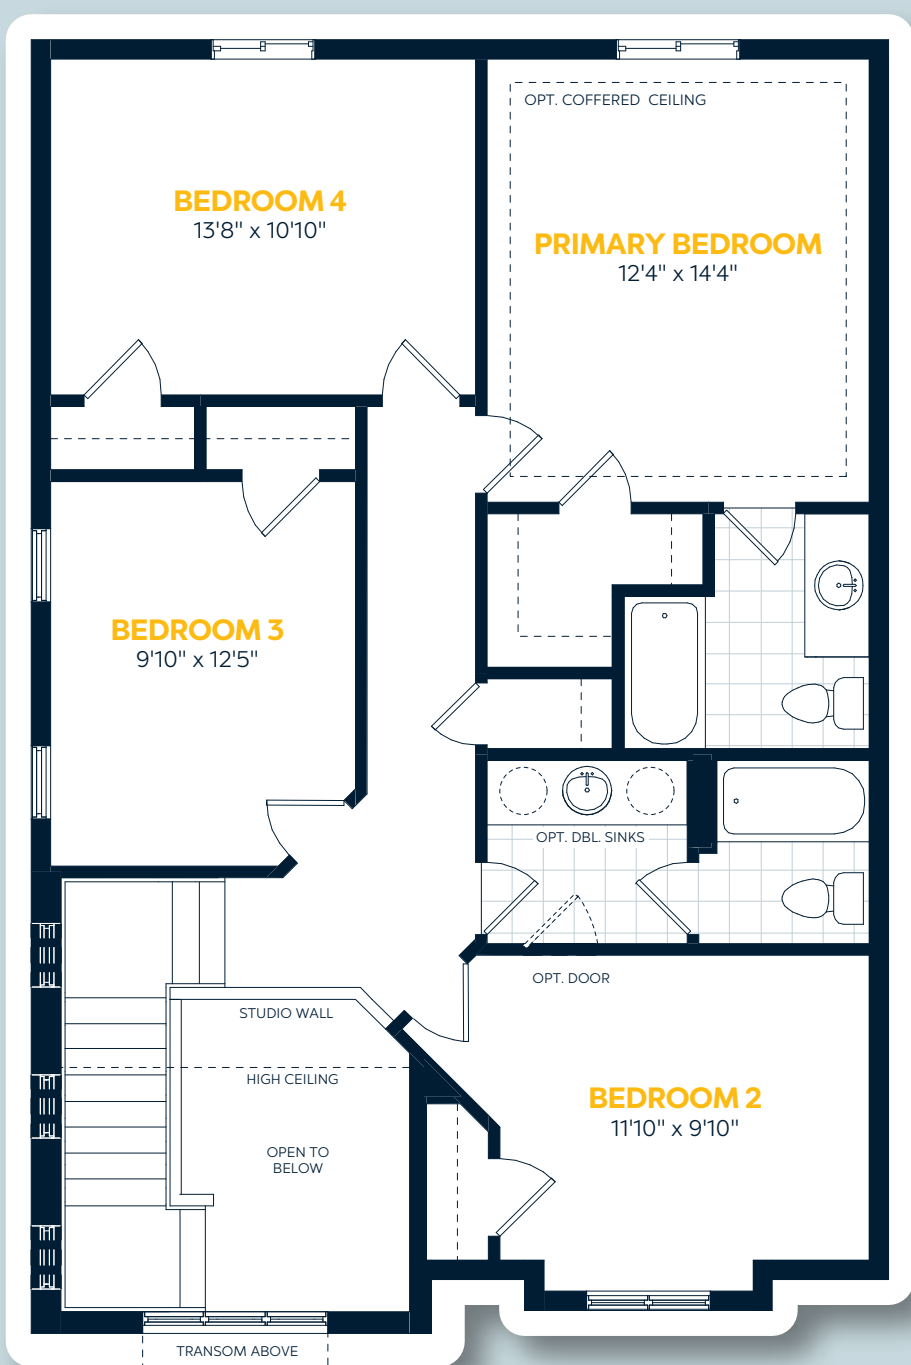 OPT. COFFERED CEILING
BEDROOM 4
13'8" x 10'10"
PRIMARY BEDROOM
12'4" x 14'4"
BEDROOM 3
9'10" x 12'5"
OPT. DBL. SINKS
OPT. DOOR
STUDIO WALL
HIGH CEILING
BEDROOM 2
11'10" x 9'10"
OPEN TO
BELOW
TRANSOM ABOVE